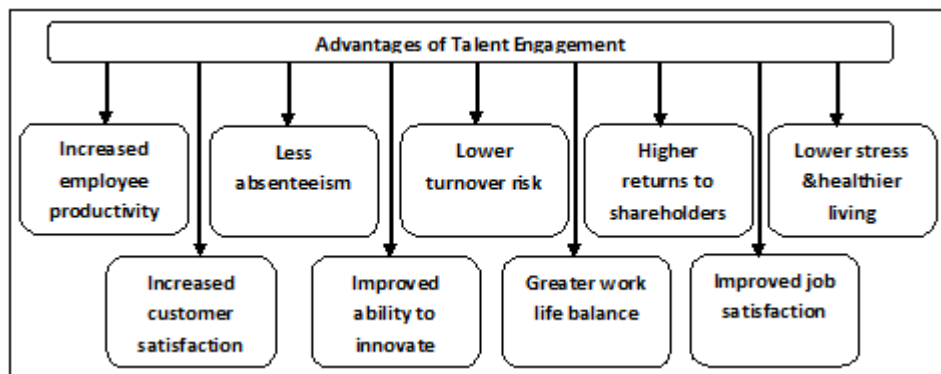 Advantages of Talent Engagement
Increased
employee
productivity
Less
absenteeism
Lower
turnover risk
Higher
returns to
shareholders
Lower stress
&healthier
living
Increased
customer
satisfaction
Improved
ability to
innovate
Greater work
life balance
Improved job
satisfaction